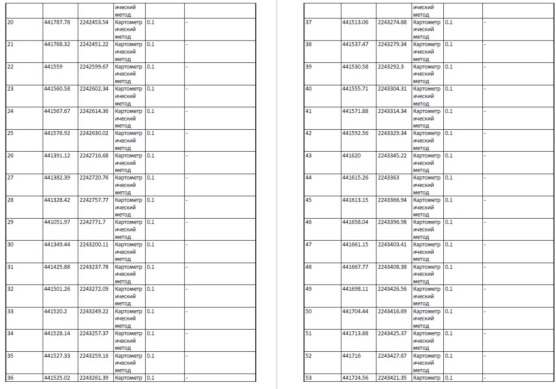 ический
метод
20 441787.78 2242453.54 Картометр 0.1 -
ический
метод
21 441768.32 2242451.22 Картометр 0.1 -
ический
метод
22 441559 2242599.67 Картометр 0.1 -
ический
метод
23 441560.58 2242602.34 Картометр 0.1 -
ический
метод
24 441567.67 2242614.36 Картометр 0.1 -
ический
метод
25 441576.92 2242630.02 Картометр 0.1 -
ический
метод
26 441391.12 2242716.68 Картометр 0.1 -
ический
метод
27 441382.39 2242720.76 Картометр 0.1 -
ический
метод
28 441328.42 2242757.77 Картометр 0.1 -
ический
метод
29 441051.97 2242771.7 Картометр 0.1 -
ический
метод
30 441349.44 2243200.11 Картометр 0.1 -
ический
метод
31 441425.88 2243237.78 Картометр 0.1 -
ический
метод
32 441501.26 2243272.09 Картометр 0.1 -
ический
метод
33 441520.2 2243249.22 Картометр 0.1 -
ический
метод
34 441528.14 2243257.37 Картометр 0.1 -
ический
метод
35 441527.33 2243259.16 Картометр 0.1 -
ический
метод
36 441525.02 2243261.39 Картометр 0.1 -
ический
метод
37 441513.06 2243274.88 Картометр 0.1 -
ический
метод
38 441537.47 2243279.34 Картометр 0.1 -
ический
метод
39 441530.58 2243292.3 Картометр 0.1 -
ический
метод
40 441555.71 2243304.31 Картометр 0.1 -
ический
метод
41 441571.88 2243314.34 Картометр 0.1 -
ический
метод
42 441592.56 2243329.34 Картометр 0.1 -
ический
метод
43 441620 2243345.22 Картометр 0.1 -
ический
метод
44 441615.26 2243363 Картометр 0.1 -
ический
метод
45 441613.15 2243366.94 Картометр 0.1 -
ический
метод
46 441658.04 2243396.98 Картометр 0.1 -
ический
метод
47 441661.15 2243403.41 Картометр 0.1 -
ический
метод
48 441667.77 2243408.38 Картометр 0.1 -
ический
метод
49 441698.11 2243426.56 Картометр 0.1 -
ический
метод
50 441704.44 2243416.69 Картометр 0.1 -
ический
метод
51 441713.88 2243425.37 Картометр 0.1 -
ический
метод
52 441716 2243427.87 Картометр 0.1 -
ический
метод
53 441724.56 2243421.35 Картометр 0.1 -